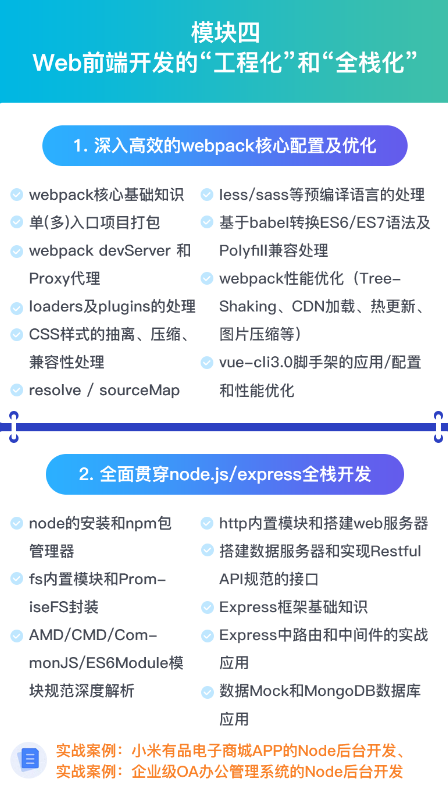 模块四
Web前端开发的“工程化”和“全栈化”
1. 深入高效的webpack核心配置及优化
webpack核心基础知识
单(多)入口项目打包
webpack devServer 和
Proxy代理
loaders及plugins的处理
CSS样式的抽离、压缩、
兼容性处理
resolve / sourceMap
less/sass等预编译语言的处理
基于babel转换ES6/ES7语法及
Polyfill兼容处理
webpack性能优化（Tree-
Shaking、CDN加载、热更新、
图片压缩等）
vue-cli3.0脚手架的应用/配置
和性能优化
2. 全面贯穿node.js/express全栈开发
node的安装和npm包
管理器
fs内置模块和Prom-
iseFS封装
AMD/CMD/Com-
monJS/ES6Module模
块规范深度解析
http内置模块和搭建web服务器
搭建数据服务器和实现Restful
API规范的接口
Express框架基础知识
Express中路由和中间件的实战
应用
数据Mock和MongoDB数据库
应用
实战案例：小米有品电子商城APP的Node后台开发、
实战案例：企业级OA办公管理系统的Node后台开发